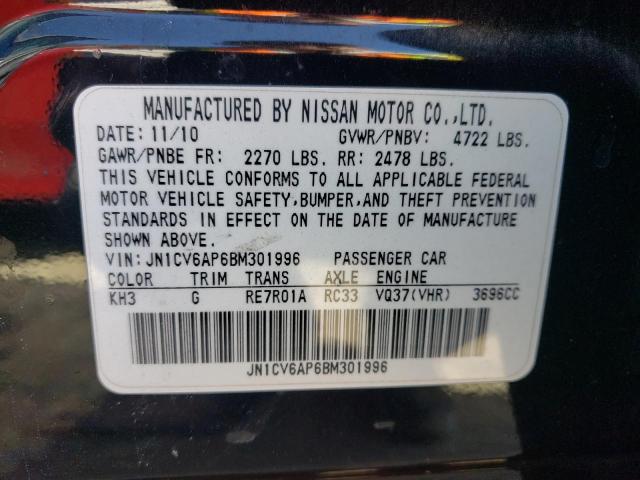 MANUFACTURED BY NISSAN MOTOR CO.,LTD.
DATE: 11/10 GVWR/PNBV: 4722 LBS.
GAWR/PNBE FR: 2270 LBS. RR: 2478 LBS.
THIS VEHICLE CONFORMS TO ALL APPLICABLE FEDERAL
MOTOR VEHICLE SAFETY,BUMPER,AND THEFT PREVENTION
STANDARDS IN EFFECT ON THE DATE OF MANUFACTURE
SHOWN ABOVE.
VIN: JN1CV6AP6BM301996 PASSENGER CAR
COLOR TRIM TRANS AXLE ENGINE
KH3 G RE7R01A RC33 VQ37(VHR) 3696CC
JN1CV6AP6BM301996